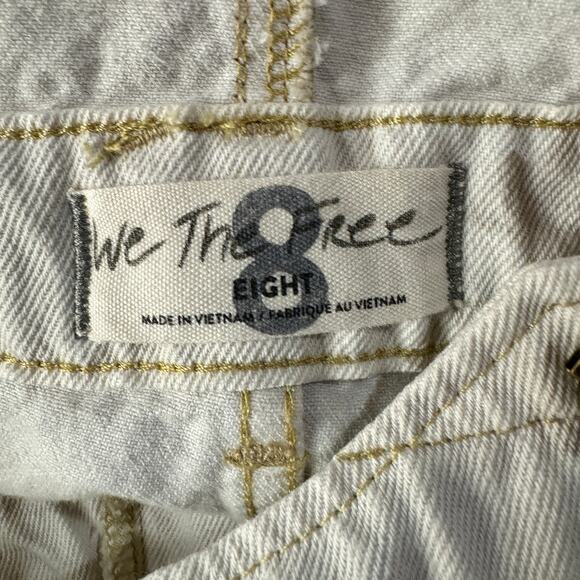 We The Free
8
EIGHT
MADE IN VIETNAM / FABRIQUE AU VIETNAM